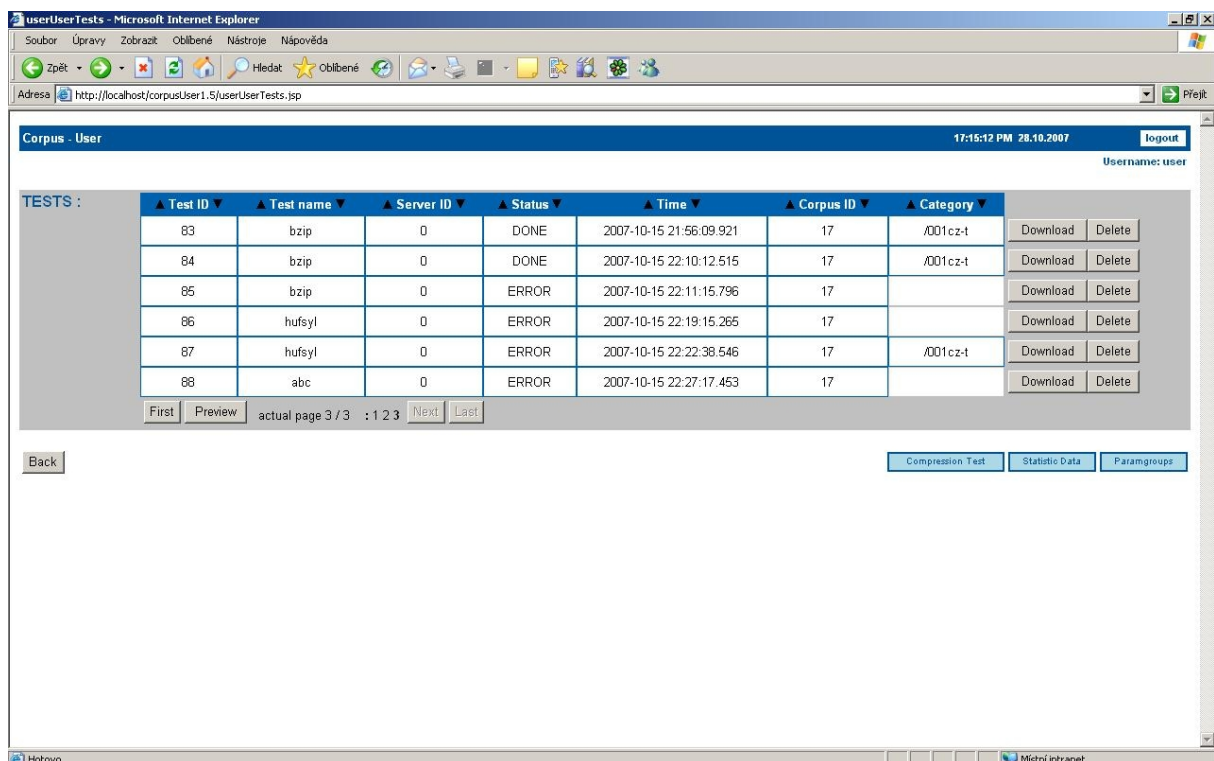 userUserTests - Microsoft Internet Explorer
Soubor Úpravy Zobrazit Oblíbené Nástroje Nápověda
Zpět Hledat Oblíbené
Adresa http://localhost/corpusUser1.5/userUserTests.jsp Přejít
Corpus - User 17:15:12 PM 28.10.2007 logout
Username: user
TESTS : ▲ Test ID ▼ ▲ Test name ▼ ▲ Server ID ▼ ▲ Status ▼ ▲ Time ▼ ▲ Corpus ID ▼ ▲ Category ▼
83 bzip 0 DONE 2007-10-15 21:56:09.921 17 /001cz-t Download Delete
84 bzip 0 DONE 2007-10-15 22:10:12.515 17 /001cz-t Download Delete
85 bzip 0 ERROR 2007-10-15 22:11:15.796 17 Download Delete
86 hufsyl 0 ERROR 2007-10-15 22:19:15.265 17 Download Delete
87 hufsyl 0 ERROR 2007-10-15 22:22:38.546 17 /001cz-t Download Delete
88 abc 0 ERROR 2007-10-15 22:27:17.453 17 Download Delete
First Preview actual page 3 / 3 : 1 2 3 Next Last
Back Compression Test Statistic Data Paramgroups
Hotovo Místní intranet